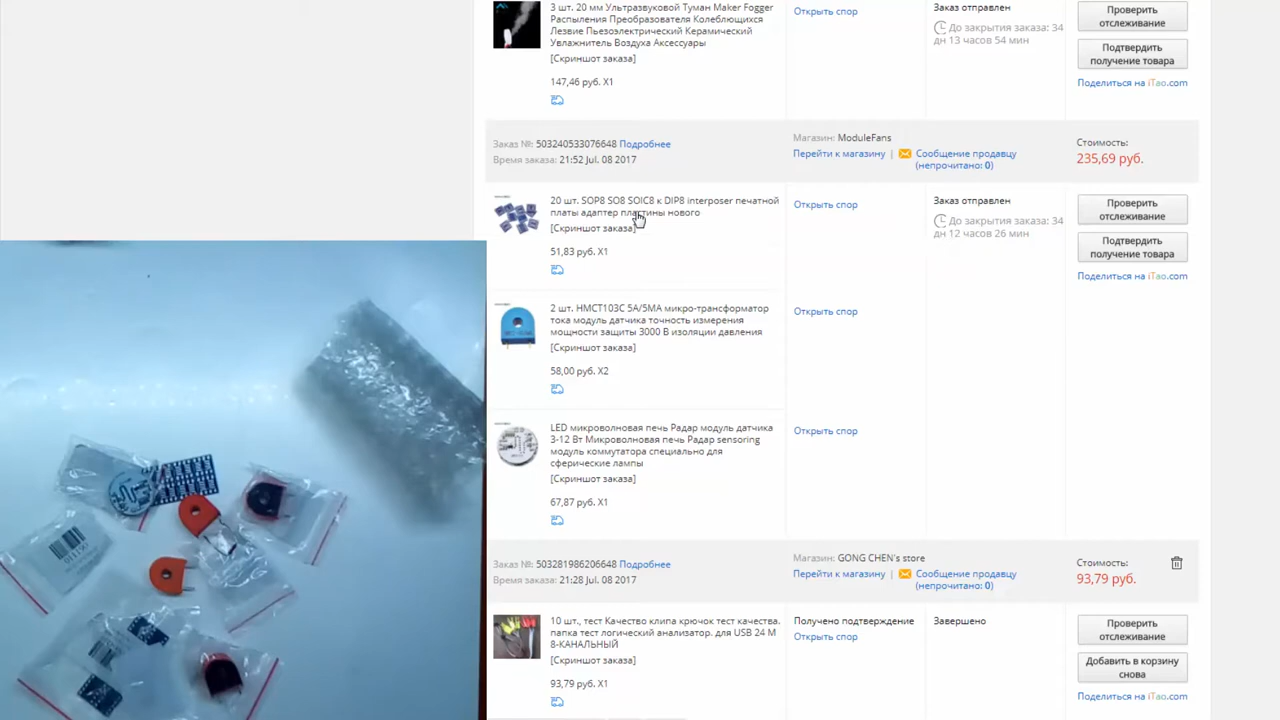 3 шт. 20 мм Ультразвуковой Туман Maker Fogger
Распыления Преобразователя Колеблющихся
Лезвие Пьезоэлектрический Керамический
Увлажнитель Воздуха Аксессуары
[Скриншот заказа]
147,46 руб. X1
Открыть спор
Заказ отправлен
До закрытия заказа: 34
дн 13 часов 54 мин
Проверить
отслеживание
Подтвердить
получение товара
Поделиться на iTao.com
Заказ №: 503240533076648 Подробнее
Время заказа: 21:52 Jul. 08 2017
Магазин: ModuleFans
Перейти к магазину | Сообщение продавцу
(непрочитано: 0)
Стоимость:
235,69 руб.
20 шт. SOP8 SO8 SOIC8 к DIP8 interposer печатной
платы адаптер пластины нового
[Скриншот заказа]
51,83 руб. X1
Открыть спор
Заказ отправлен
До закрытия заказа: 34
дн 12 часов 26 мин
Проверить
отслеживание
Подтвердить
получение товара
Поделиться на iTao.com
2 шт. HMCT103C 5A/5MA микро-трансформатор
тока модуль датчика точность измерения
мощности защиты 3000 В изоляции давления
[Скриншот заказа]
58,00 руб. X2
Открыть спор
LED микроволновая печь Радар модуль датчика
3-12 Вт Микроволновая печь Радар sensoring
модуль коммутатора специально для
сферические лампы
[Скриншот заказа]
67,87 руб. X1
Открыть спор
Заказ №: 503281986206648 Подробнее
Время заказа: 21:28 Jul. 08 2017
Магазин: GONG CHEN's store
Перейти к магазину | Сообщение продавцу
(непрочитано: 0)
Стоимость:
93,79 руб.
10 шт., тест Качество клипа крючок тест качества.
папка тест логический анализатор. для USB 24 М
8-КАНАЛЬНЫЙ
[Скриншот заказа]
93,79 руб. X1
Получено подтверждение
Открыть спор
Завершено
Проверить
отслеживание
Добавить в корзину
снова
Поделиться на iTao.com